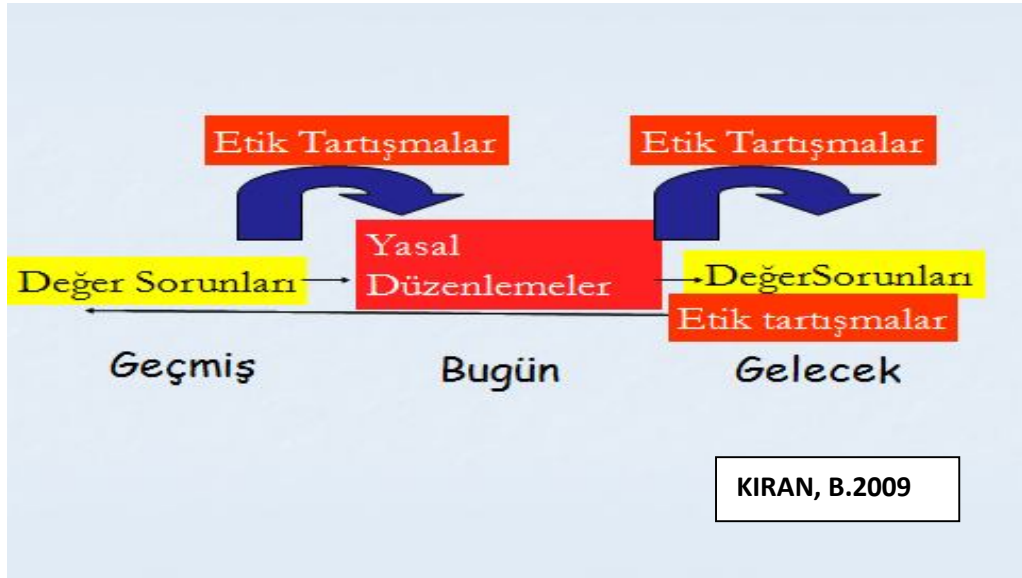 Etik Tartışmalar
Etik Tartışmalar
Değer Sorunları
Yasal
Düzenlemeler
DeğerSorunları
Etik tartışmalar
Geçmiş
Bugün
Gelecek
KIRAN, B.2009